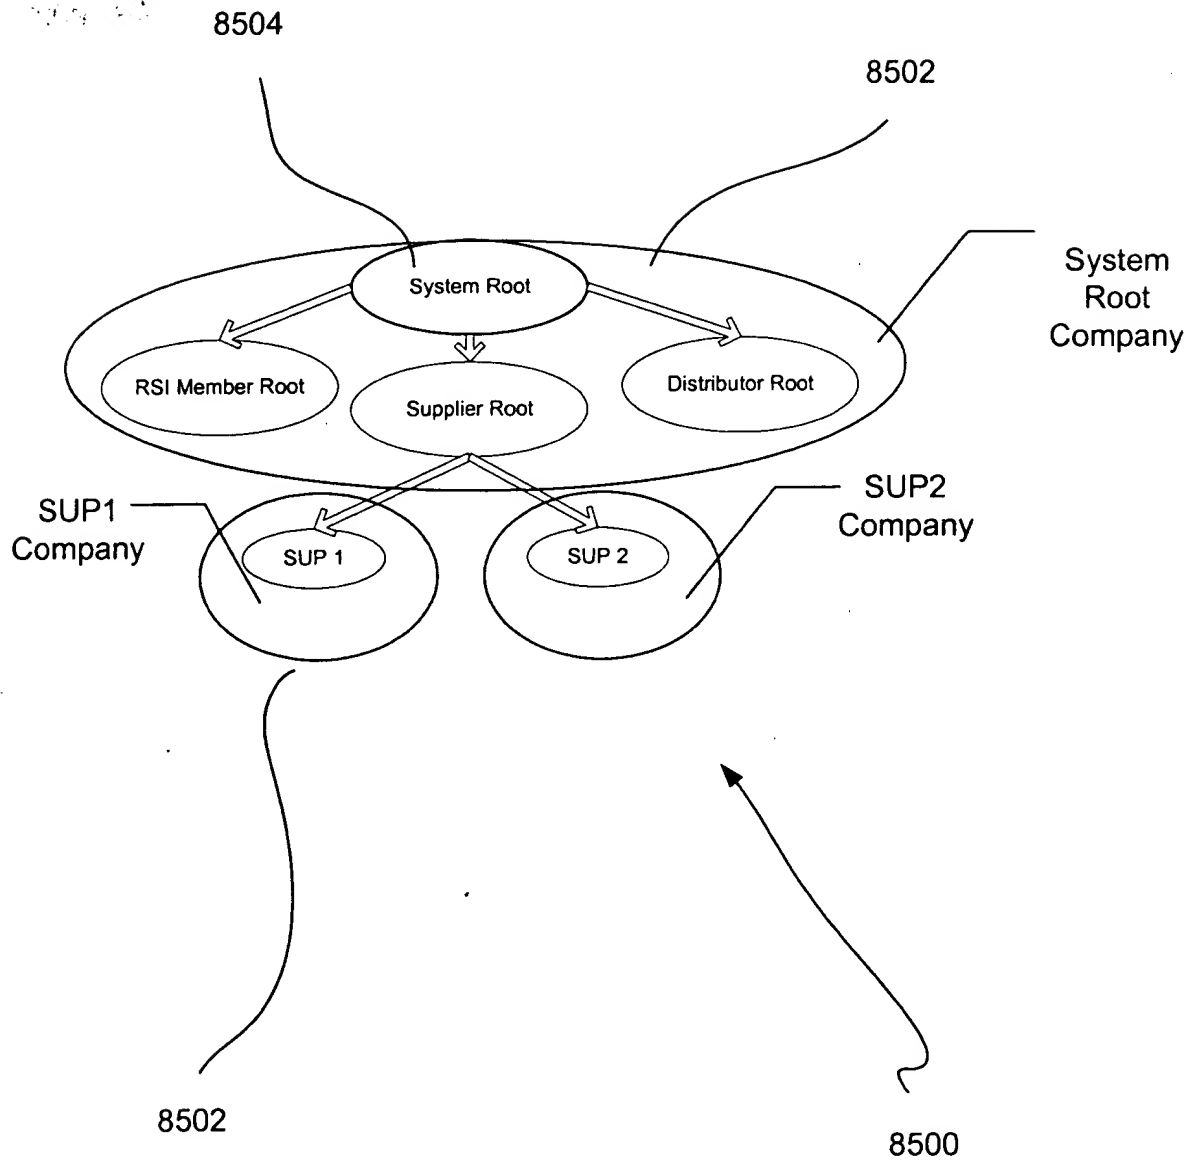 8504
8502
System
Root
Company
System Root
RSI Member Root
Supplier Root
Distributor Root
SUP1
Company
SUP2
Company
SUP 1
SUP 2
8502
8500